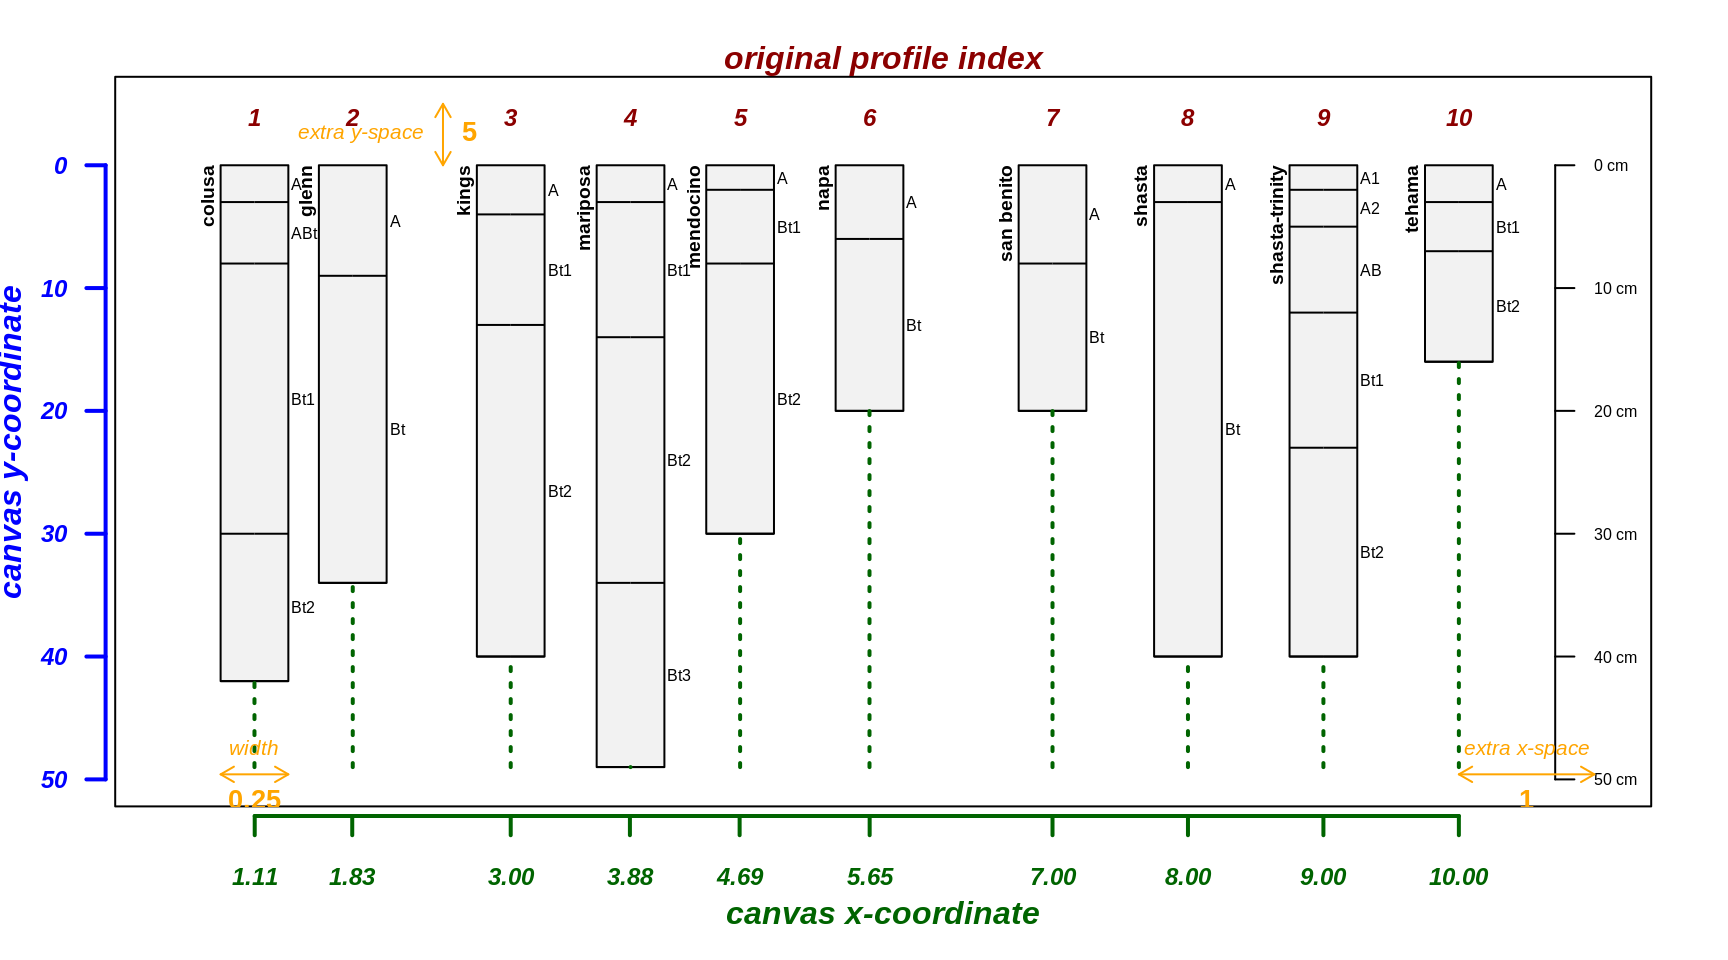 original profile index
1 2 3 4 5 6 7 8 9 10
extra y-space 5
canvas y-coordinate
0
10
20
30
40
50
colusa
A
ABt
Bt1
Bt2
glenn
A
Bt
kings
A
Bt1
Bt2
mariposa
A
Bt1
Bt2
Bt3
mendocino
A
Bt1
Bt2
napa
A
Bt
san benito
A
Bt
shasta
A
Bt
shasta-trinity
A1
A2
AB
Bt1
Bt2
tehama
A
Bt1
Bt2
0 cm
10 cm
20 cm
30 cm
40 cm
50 cm
width
0.25
extra x-space
1
1.11 1.83 3.00 3.88 4.69 5.65 7.00 8.00 9.00 10.00
canvas x-coordinate